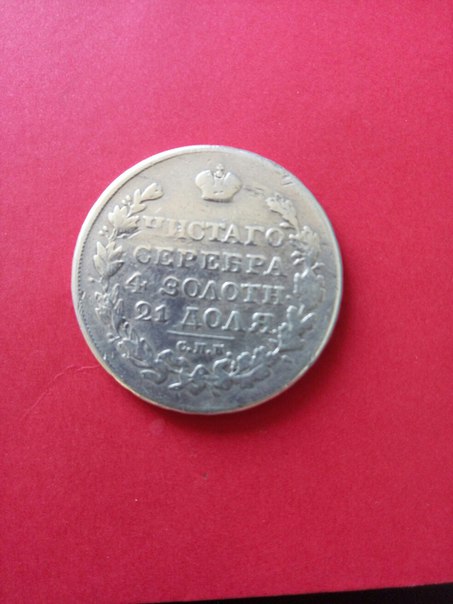 ЧИСТАГО
СЕРЕБРА
4. ЗОЛОТН.
21 ДОЛЯ.
С.П.Б.